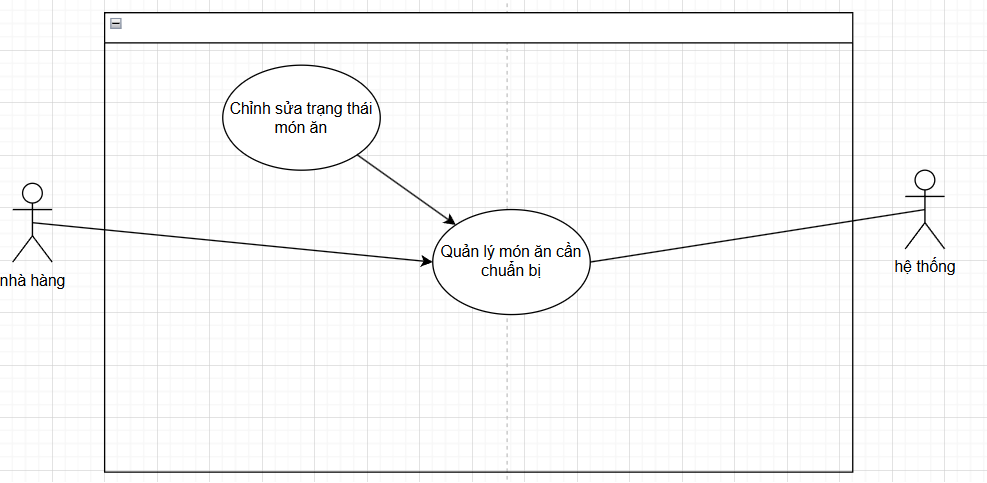 Chỉnh sửa trạng thái
món ăn
Quản lý món ăn cần
chuẩn bị
nhà hàng
hệ thống